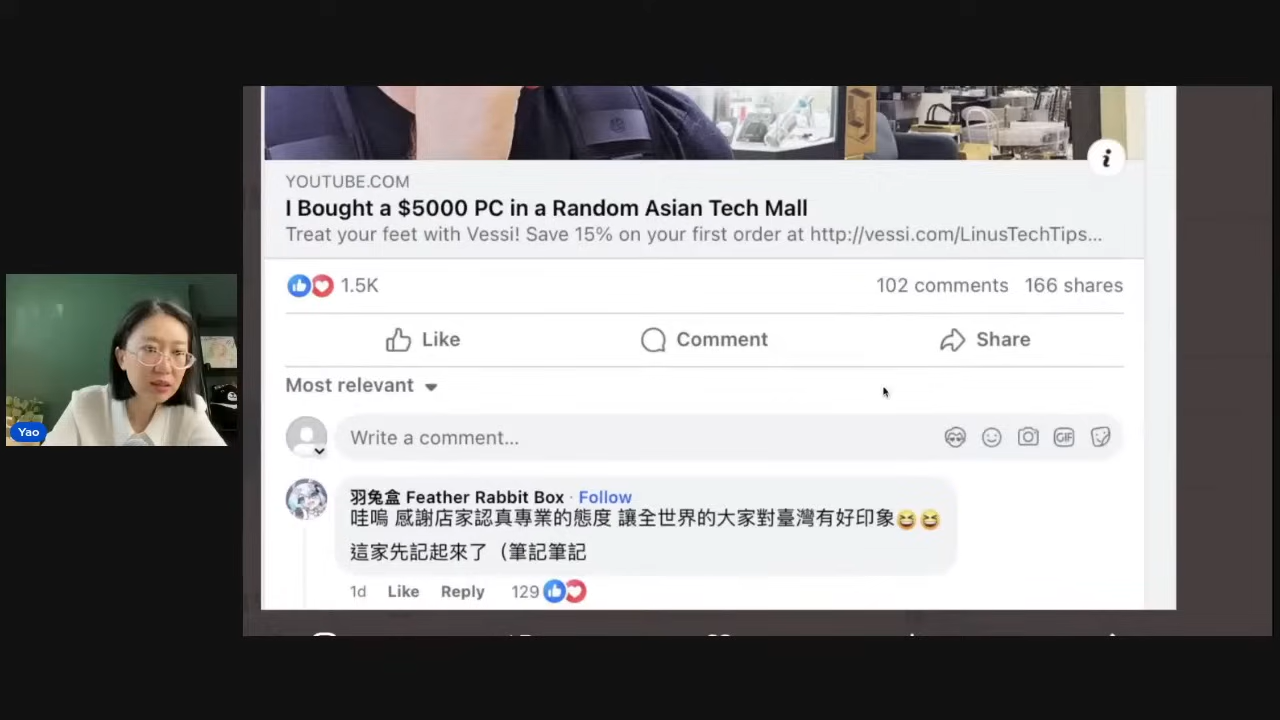 YOUTUBE.COM
I Bought a $5000 PC in a Random Asian Tech Mall
Treat your feet with Vessi! Save 15% on your first order at http://vessi.com/LinusTechTips...
1.5K 102 comments 166 shares
Like Comment Share
Most relevant
Write a comment...
GIF
羽兔盒 Feather Rabbit Box · Follow
哇嗚 感謝店家認真專業的態度 讓全世界的大家對臺灣有好印象😆😆
這家先記起來了（筆記筆記
1d Like Reply 129
Yao